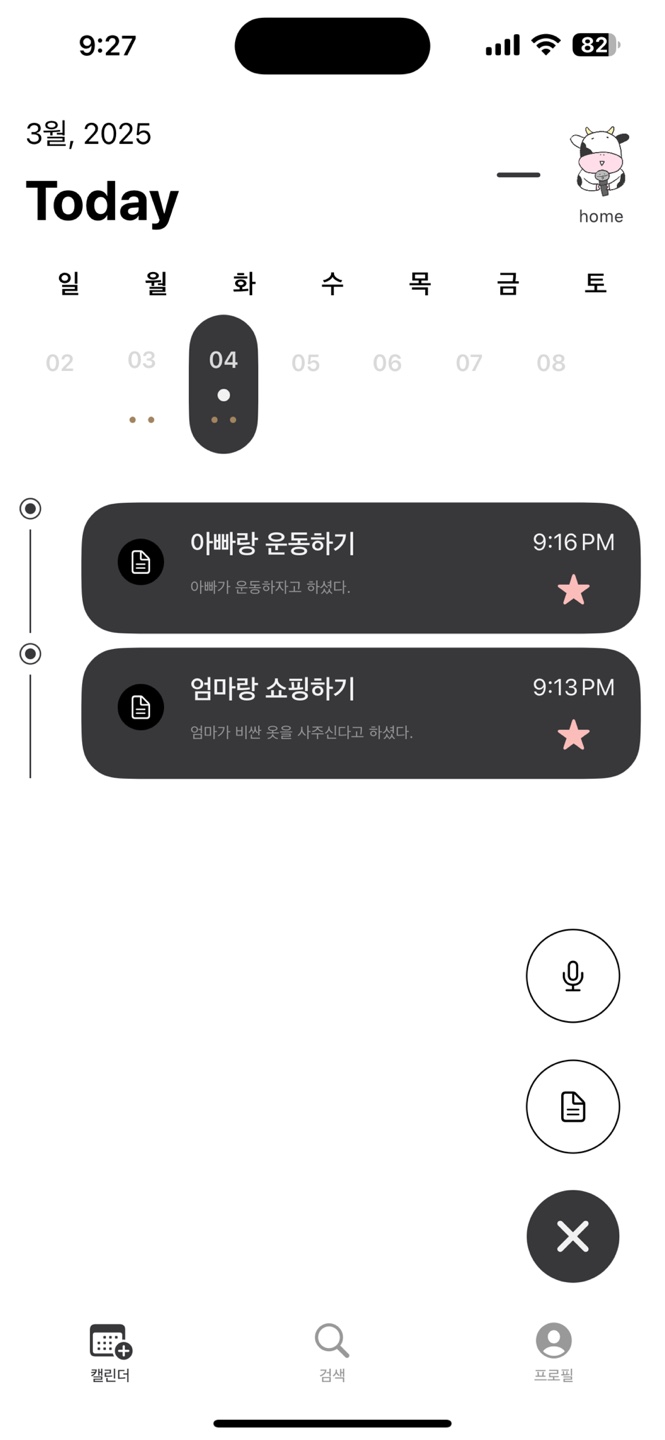 9:27
82
3월, 2025
Today
home
일 월 화 수 목 금 토
02 03 04 05 06 07 08
아빠랑 운동하기 9:16 PM
아빠가 운동하자고 하셨다.
엄마랑 쇼핑하기 9:13 PM
엄마가 비싼 옷을 사주신다고 하셨다.
캘린더 검색 프로필